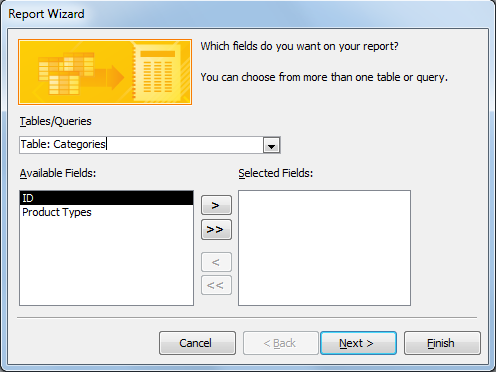 Report Wizard
Which fields do you want on your report?
You can choose from more than one table or query.
Tables/Queries
Table: Categories
Available Fields:
Selected Fields:
ID
Product Types
>
>>
<
<<
Cancel
< Back
Next >
Finish